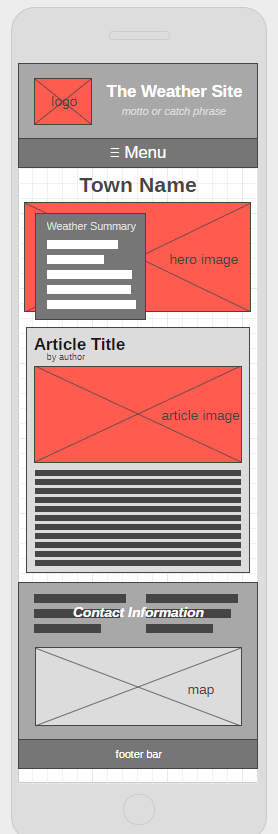 logo
The Weather Site
motto or catch phrase
☰ Menu
Town Name
Weather Summary
hero image
Article Title
by author
article image
Contact Information
map
footer bar